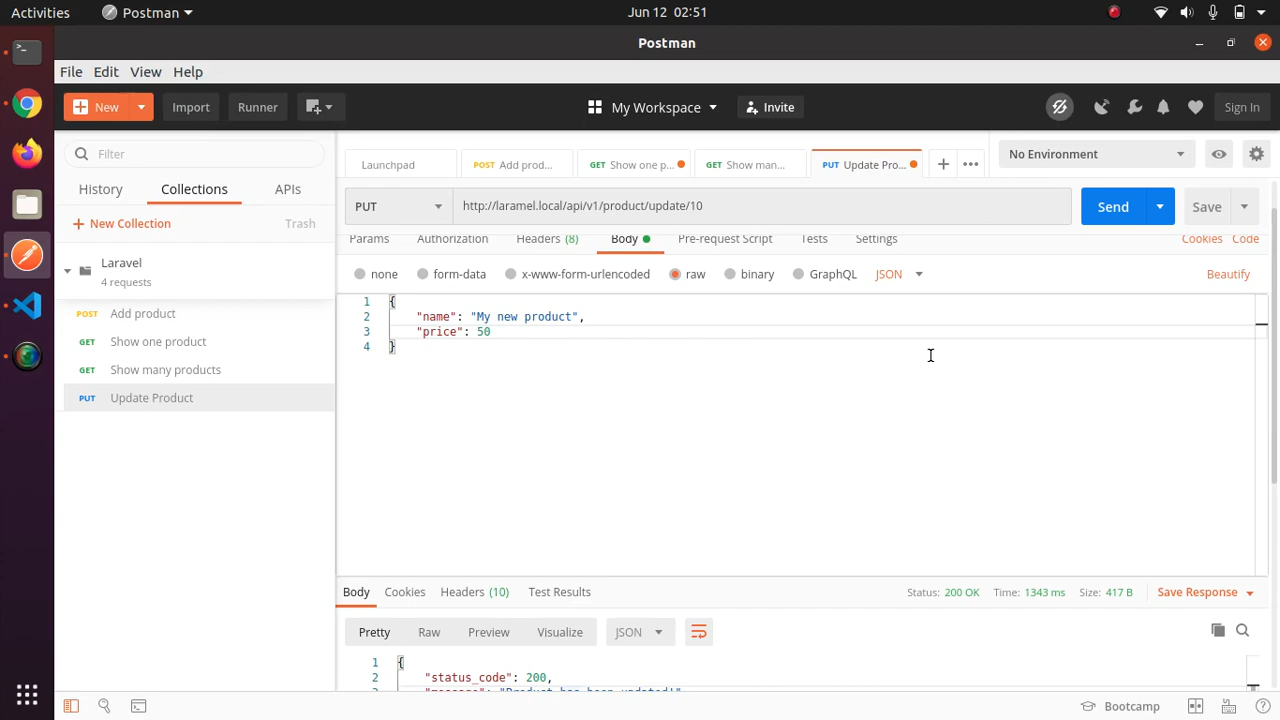 Activities Postman Jun 12 02:51
Postman
File Edit View Help
New Import Runner My Workspace Invite Sign In
Filter
Launchpad POST Add prod... GET Show one p... GET Show man... PUT Update Pro... No Environment
History Collections APIs
PUT http://laramel.local/api/v1/product/update/10 Send Save
New Collection Trash
Params Authorization Headers (8) Body Pre-request Script Tests Settings Cookies Code
Laravel
4 requests
none form-data x-www-form-urlencoded raw binary GraphQL JSON Beautify
1 {
2 "name": "My new product",
3 "price": 50
4 }
POST Add product
GET Show one product
GET Show many products
PUT Update Product
Body Cookies Headers (10) Test Results Status: 200 OK Time: 1343 ms Size: 417 B Save Response
Pretty Raw Preview Visualize JSON
1 {
2 "status_code": 200,
3 "message": "Product has been updated!"
Bootcamp